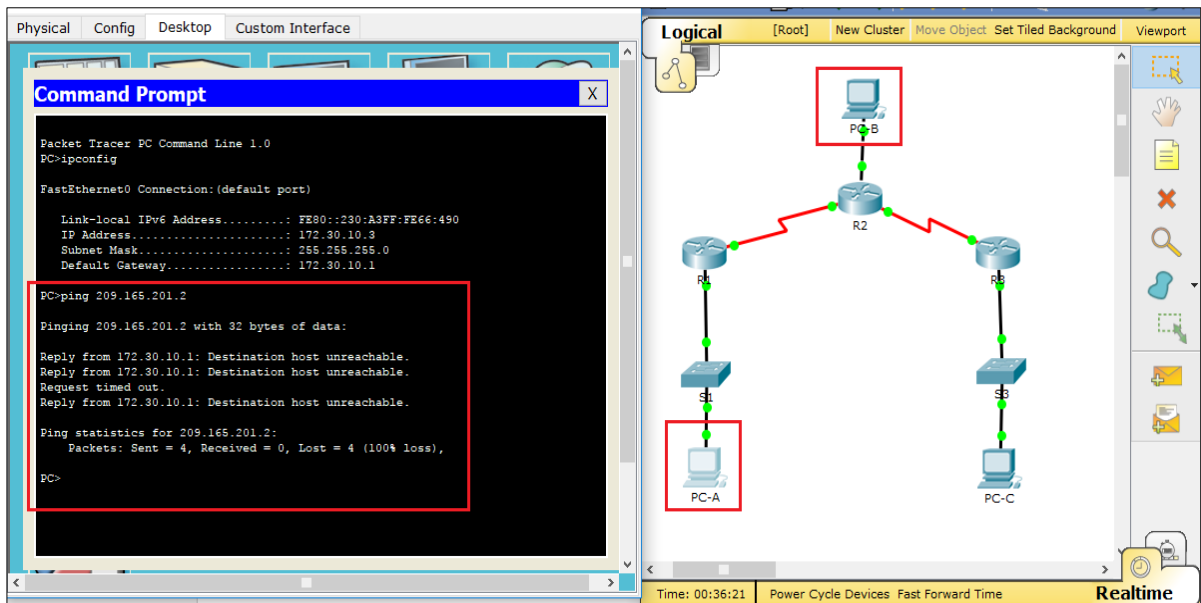 Physical Config Desktop Custom Interface
Command Prompt X
Packet Tracer PC Command Line 1.0
PC>ipconfig
FastEthernet0 Connection:(default port)
Link-local IPv6 Address.........: FE80::230:A3FF:FE66:490
IP Address......................: 172.30.10.3
Subnet Mask.....................: 255.255.255.0
Default Gateway.................: 172.30.10.1
PC>ping 209.165.201.2
Pinging 209.165.201.2 with 32 bytes of data:
Reply from 172.30.10.1: Destination host unreachable.
Reply from 172.30.10.1: Destination host unreachable.
Request timed out.
Reply from 172.30.10.1: Destination host unreachable.
Ping statistics for 209.165.201.2:
Packets: Sent = 4, Received = 0, Lost = 4 (100% loss),
PC>
Logical [Root] New Cluster Move Object Set Tiled Background Viewport
PC-B
R2
R1
R3
S1
S3
PC-A
PC-C
Time: 00:36:21 Power Cycle Devices Fast Forward Time Realtime